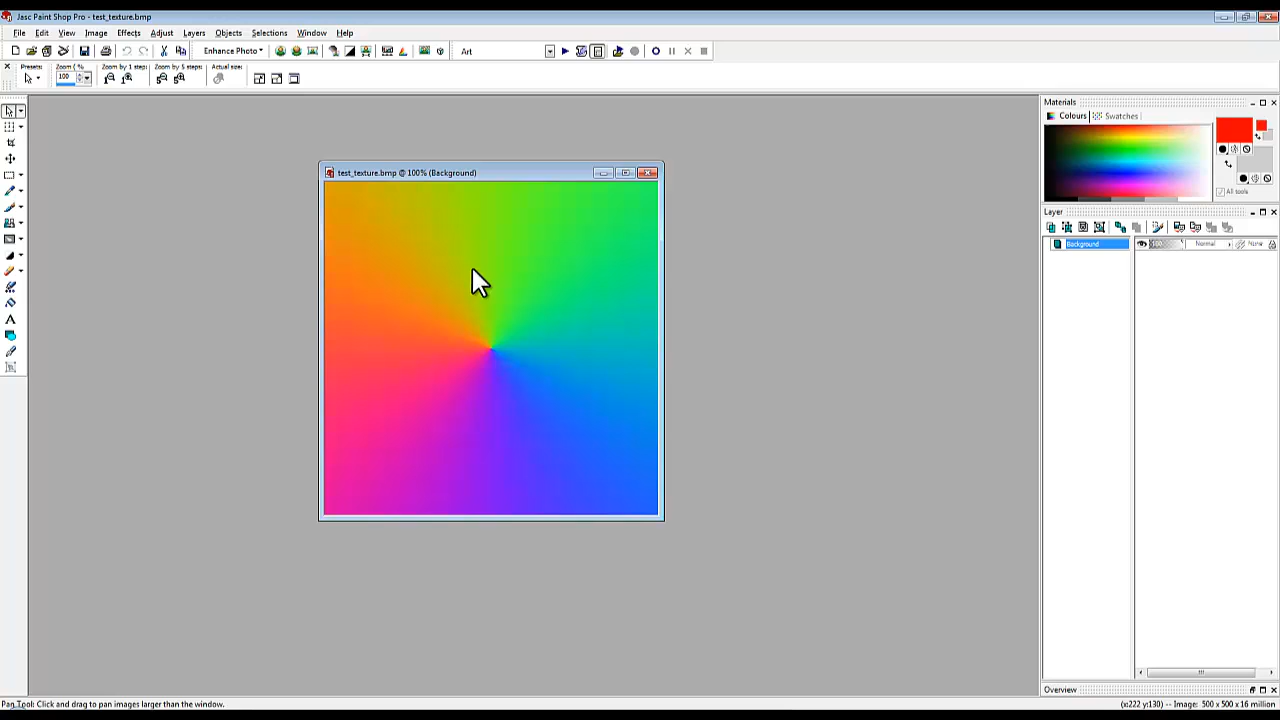 Jasc Paint Shop Pro - test_texture.bmp
File Edit View Image Effects Adjust Layers Objects Selections Window Help
Enhance Photo Art
Presets: Zoom (% Zoom by 1 step: Zoom by 5 steps: Actual size:
100
test_texture.bmp @ 100% (Background)
Materials
Colours Swatches
All tools
Layer
Background 100 Normal None
Overview
Pan Tool: Click and drag to pan images larger than the window.
(x:222 y:130) -- Image: 500 x 500 x 16 million